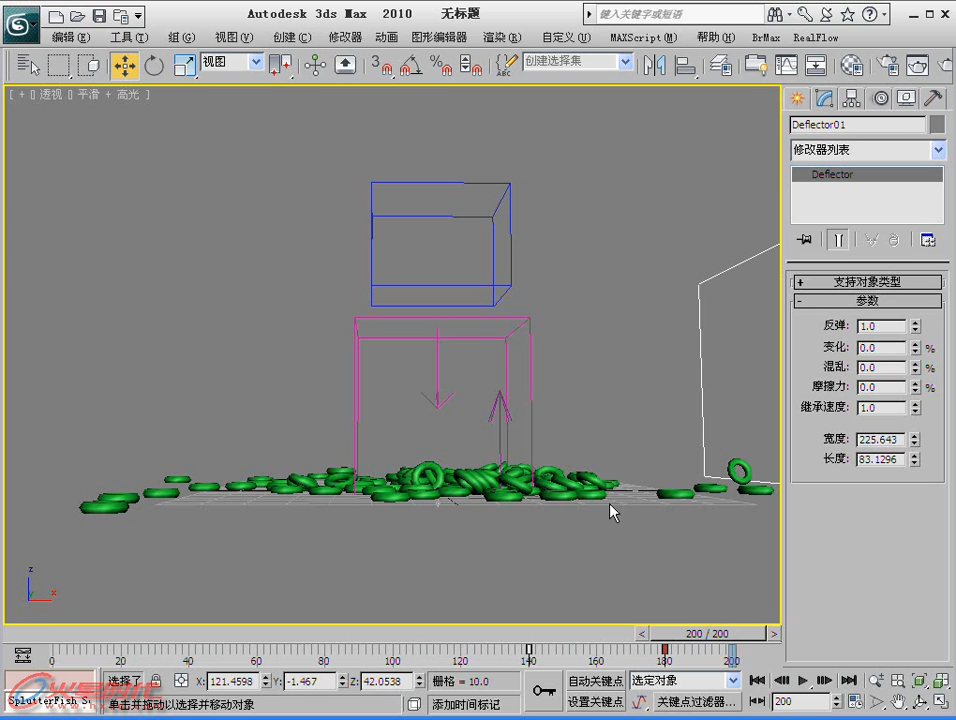 Autodesk 3ds Max 2010 无标题
键入关键字或短语
编辑(E) 工具(T) 组(G) 视图(V) 创建(C) 修改器 动画 图形编辑器 渲染(R) 自定义(U) MAXScript(M) 帮助(H) BrMax RealFlow
视图 3 % ABC 创建选择集
[ + [] 透视 [] 平滑 + 高光 ]
Deflector01
修改器列表
Deflector
+ 支持对象类型
- 参数
反弹: 1.0
变化: 0.0 %
混乱: 0.0 %
摩擦力: 0.0 %
继承速度: 1.0
宽度: 225.643
长度: 83.1296
z
x
< 200 / 200 >
0 20 40 60 80 100 120 140 160 180 200
选择了 X: 121.4598 Y: -1.467 Z: 42.0538 栅格 = 10.0 自动关键点 选定对象
火星时代
SplutterFish 单击并拖动以选择并移动对象 添加时间标记 设置关键点 关键点过滤器... 200